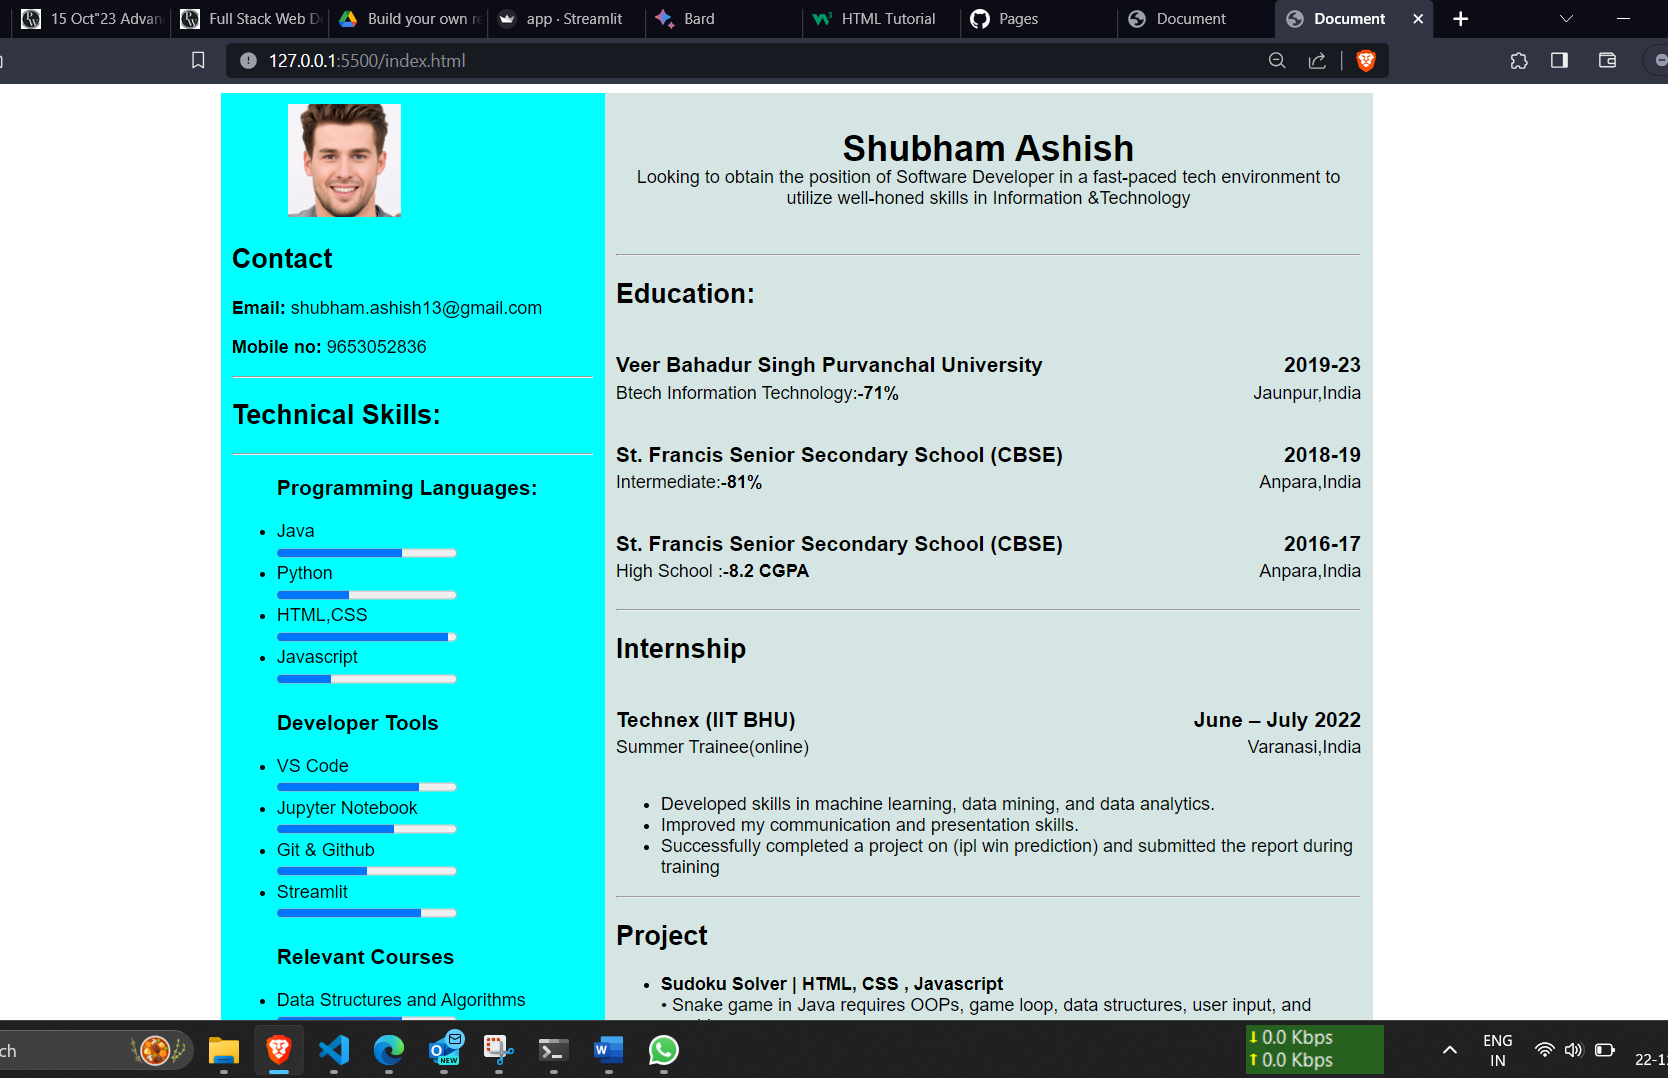 15 Oct"23 Advan
Full Stack Web D
Build your own re
app · Streamlit
Bard
HTML Tutorial
Pages
Document
Document
127.0.0.1:5500/index.html
Contact
Email: shubham.ashish13@gmail.com
Mobile no: 9653052836
Technical Skills:
Programming Languages:
Java
Python
HTML,CSS
Javascript
Developer Tools
VS Code
Jupyter Notebook
Git & Github
Streamlit
Relevant Courses
Data Structures and Algorithms
Shubham Ashish
Looking to obtain the position of Software Developer in a fast-paced tech environment to
utilize well-honed skills in Information &Technology
Education:
Veer Bahadur Singh Purvanchal University 2019-23
Btech Information Technology:-71% Jaunpur,India
St. Francis Senior Secondary School (CBSE) 2018-19
Intermediate:-81% Anpara,India
St. Francis Senior Secondary School (CBSE) 2016-17
High School :-8.2 CGPA Anpara,India
Internship
Technex (IIT BHU) June – July 2022
Summer Trainee(online) Varanasi,India
• Developed skills in machine learning, data mining, and data analytics.
• Improved my communication and presentation skills.
• Successfully completed a project on (ipl win prediction) and submitted the report during
training
Project
• Sudoku Solver | HTML, CSS , Javascript
• Snake game in Java requires OOPs, game loop, data structures, user input, and
ch
NEW
0.0 Kbps
0.0 Kbps
ENG
IN
22-1